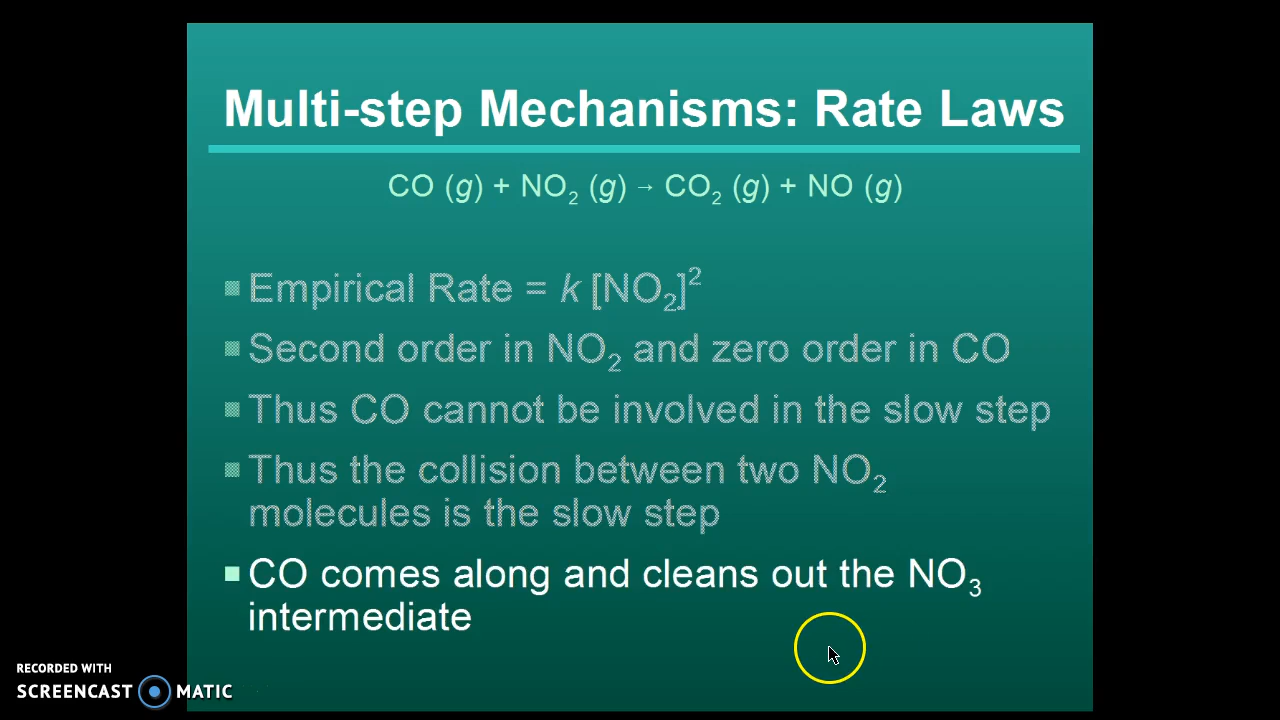 Multi-step Mechanisms: Rate Laws
CO (g) + NO₂ (g) → CO₂ (g) + NO (g)
▪ Empirical Rate = k [NO₂]²
▪ Second order in NO₂ and zero order in CO
▪ Thus CO cannot be involved in the slow step
▪ Thus the collision between two NO₂
molecules is the slow step
▪ CO comes along and cleans out the NO₃
intermediate
RECORDED WITH
SCREENCAST MATIC